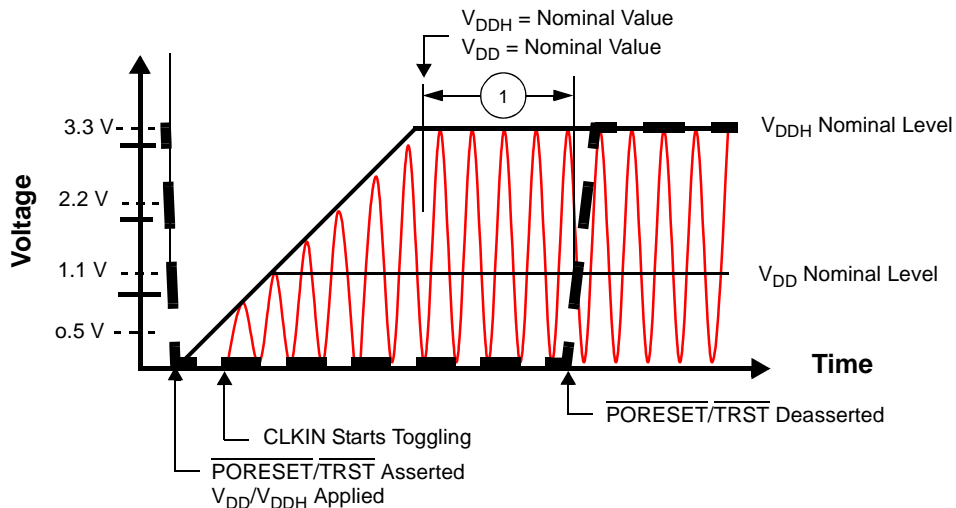 V_DDH = Nominal Value
V_DD = Nominal Value
1
3.3 V
V_DDH Nominal Level
2.2 V
Voltage
1.1 V
V_DD Nominal Level
o.5 V
Time
PORESET/TRST Deasserted
CLKIN Starts Toggling
PORESET/TRST Asserted
V_DD/V_DDH Applied